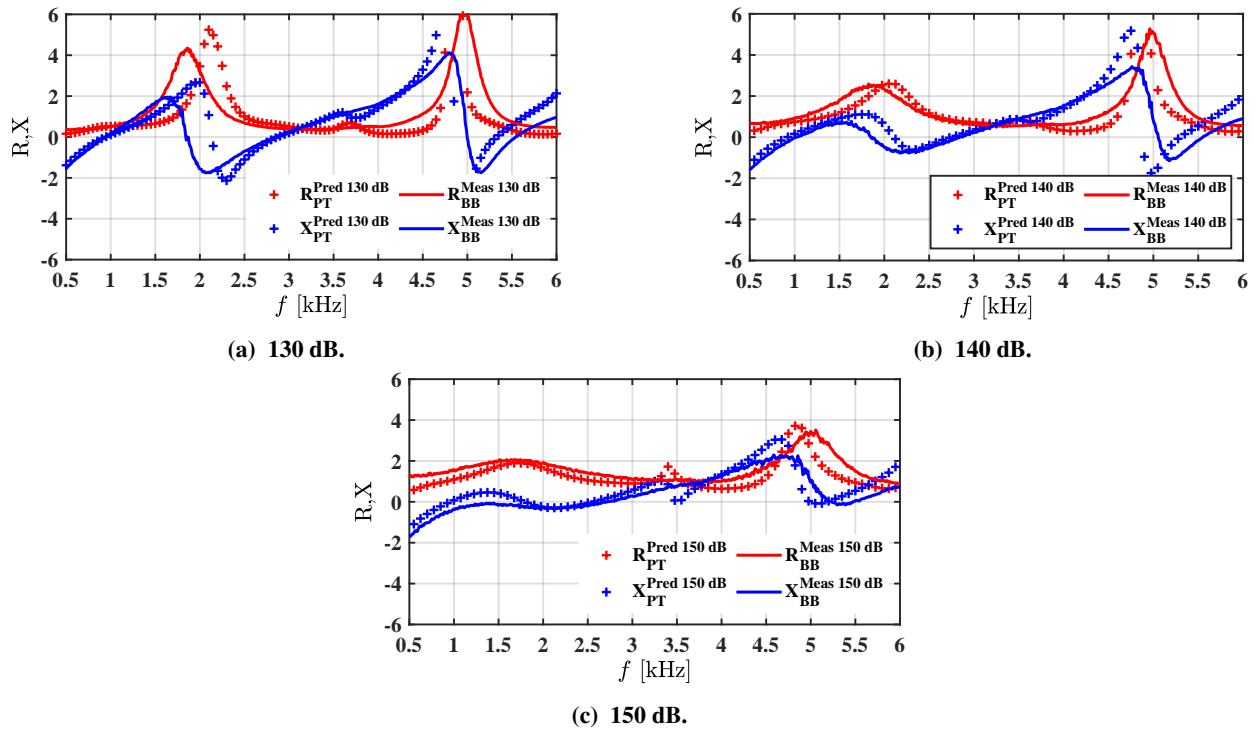 6
4
2
0
-2
-4
-6
R,X
R_PT^Pred 130 dB R_BB^Meas 130 dB
X_PT^Pred 130 dB X_BB^Meas 130 dB
0.5 1 1.5 2 2.5 3 3.5 4 4.5 5 5.5 6
f [kHz]
(a) 130 dB.
6
4
2
0
-2
-4
-6
R,X
R_PT^Pred 140 dB R_BB^Meas 140 dB
X_PT^Pred 140 dB X_BB^Meas 140 dB
0.5 1 1.5 2 2.5 3 3.5 4 4.5 5 5.5 6
f [kHz]
(b) 140 dB.
6
4
2
0
-2
-4
-6
R,X
R_PT^Pred 150 dB R_BB^Meas 150 dB
X_PT^Pred 150 dB X_BB^Meas 150 dB
0.5 1 1.5 2 2.5 3 3.5 4 4.5 5 5.5 6
f [kHz]
(c) 150 dB.